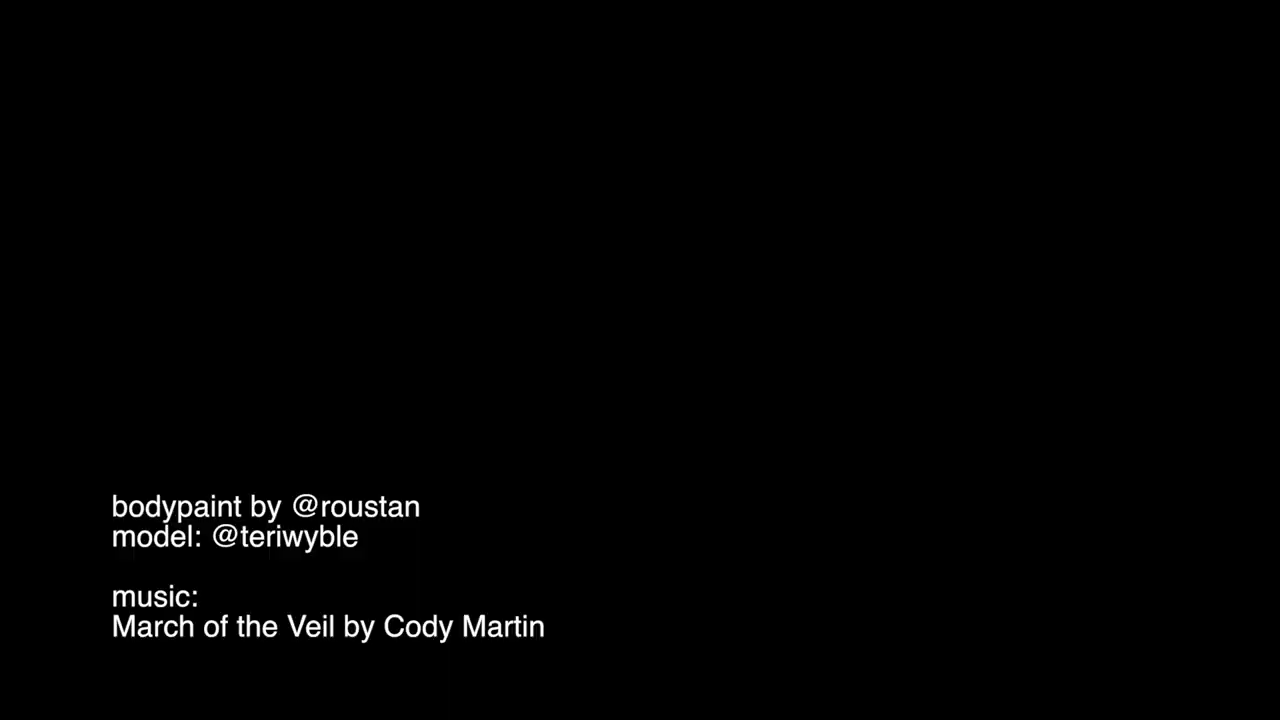 bodypaint by @roustan
model: @teriwyble
music:
March of the Veil by Cody Martin